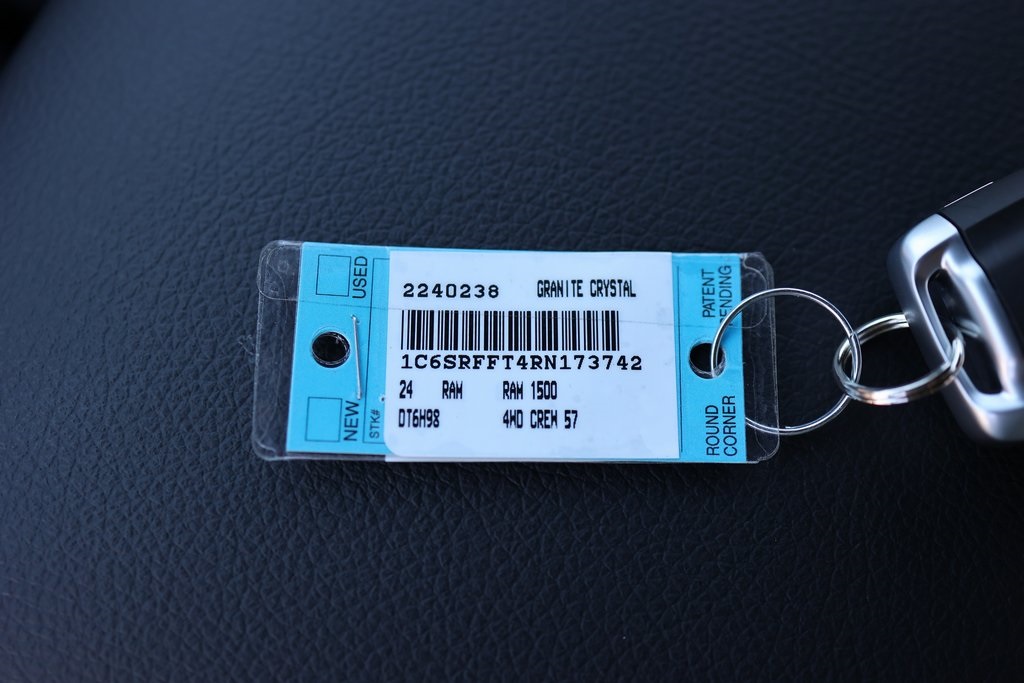 USED
NEW
STK#
2240238 GRANITE CRYSTAL
1C6SRFFT4RN173742
24 RAM RAM 1500
DT6H98 4WD CREW 57
PATENT
PENDING
ROUND
CORNER